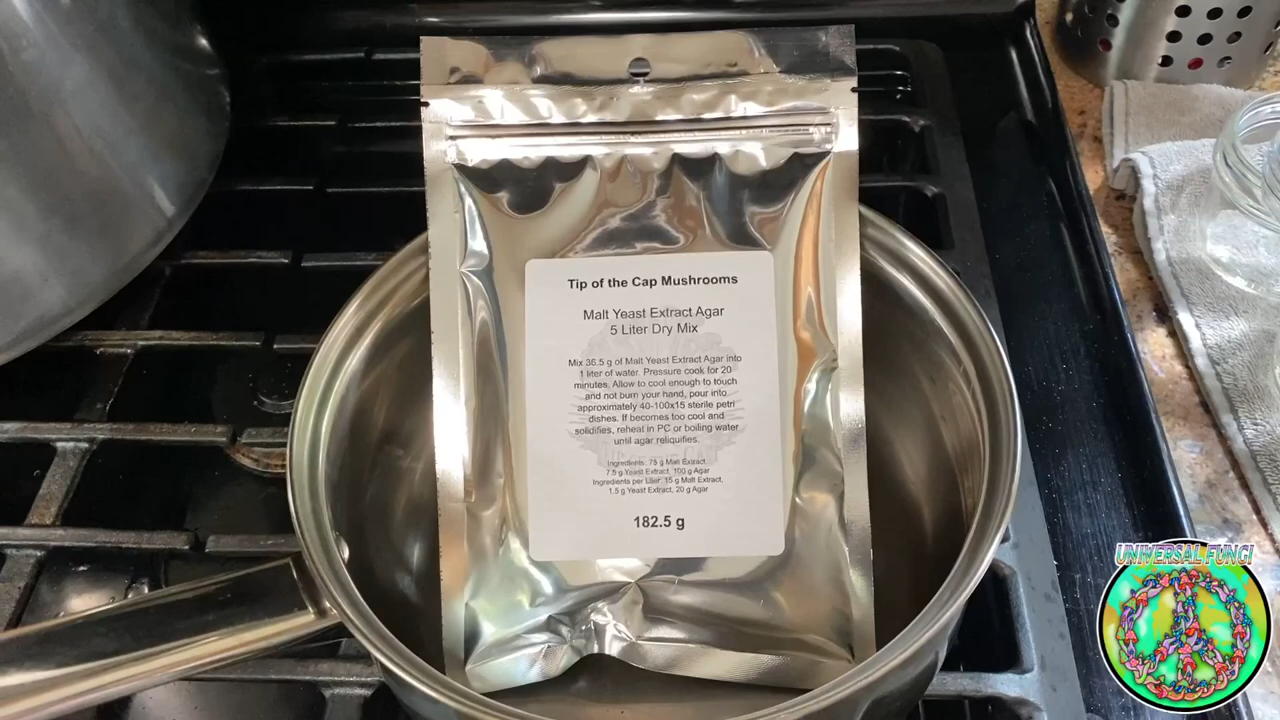 Tip of the Cap Mushrooms
Malt Yeast Extract Agar
5 Liter Dry Mix
Mix 36.5 g of Malt Yeast Extract Agar into
1 liter of water. Pressure cook for 20
minutes. Allow to cool enough to touch
and not burn your hand, pour into
approximately 40-100x15 sterile petri
dishes. If becomes too cool and
solidifies, reheat in PC or boiling water
until agar reliquifies.
Ingredients: 75 g Malt Extract,
7.5 g Yeast Extract, 100 g Agar
Ingredients per Liter: 15 g Malt Extract,
1.5 g Yeast Extract, 20 g Agar
182.5 g
UNIVERSAL FUNGI